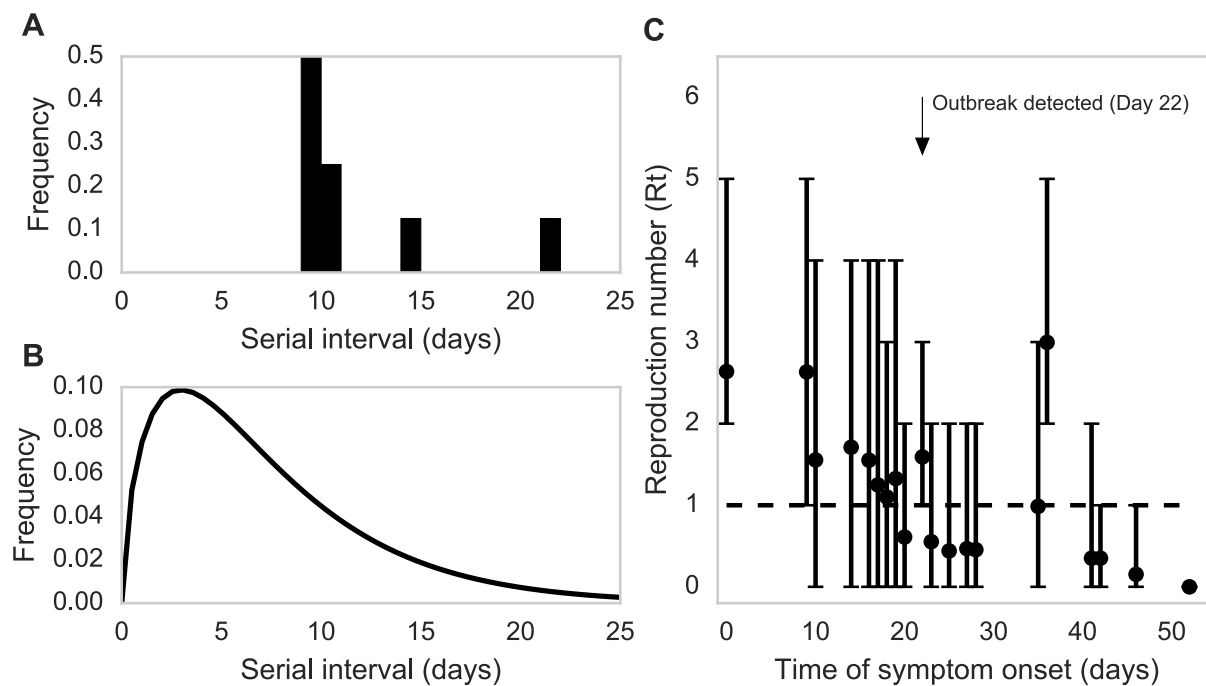 A
Frequency
0.5
0.4
0.3
0.2
0.1
0.0
0 5 10 15 20 25
Serial interval (days)
B
Frequency
0.10
0.08
0.06
0.04
0.02
0.00
0 5 10 15 20 25
Serial interval (days)
C
Reproduction number (Rt)
6
5
4
3
2
1
0
Outbreak detected (Day 22)
0 10 20 30 40 50
Time of symptom onset (days)